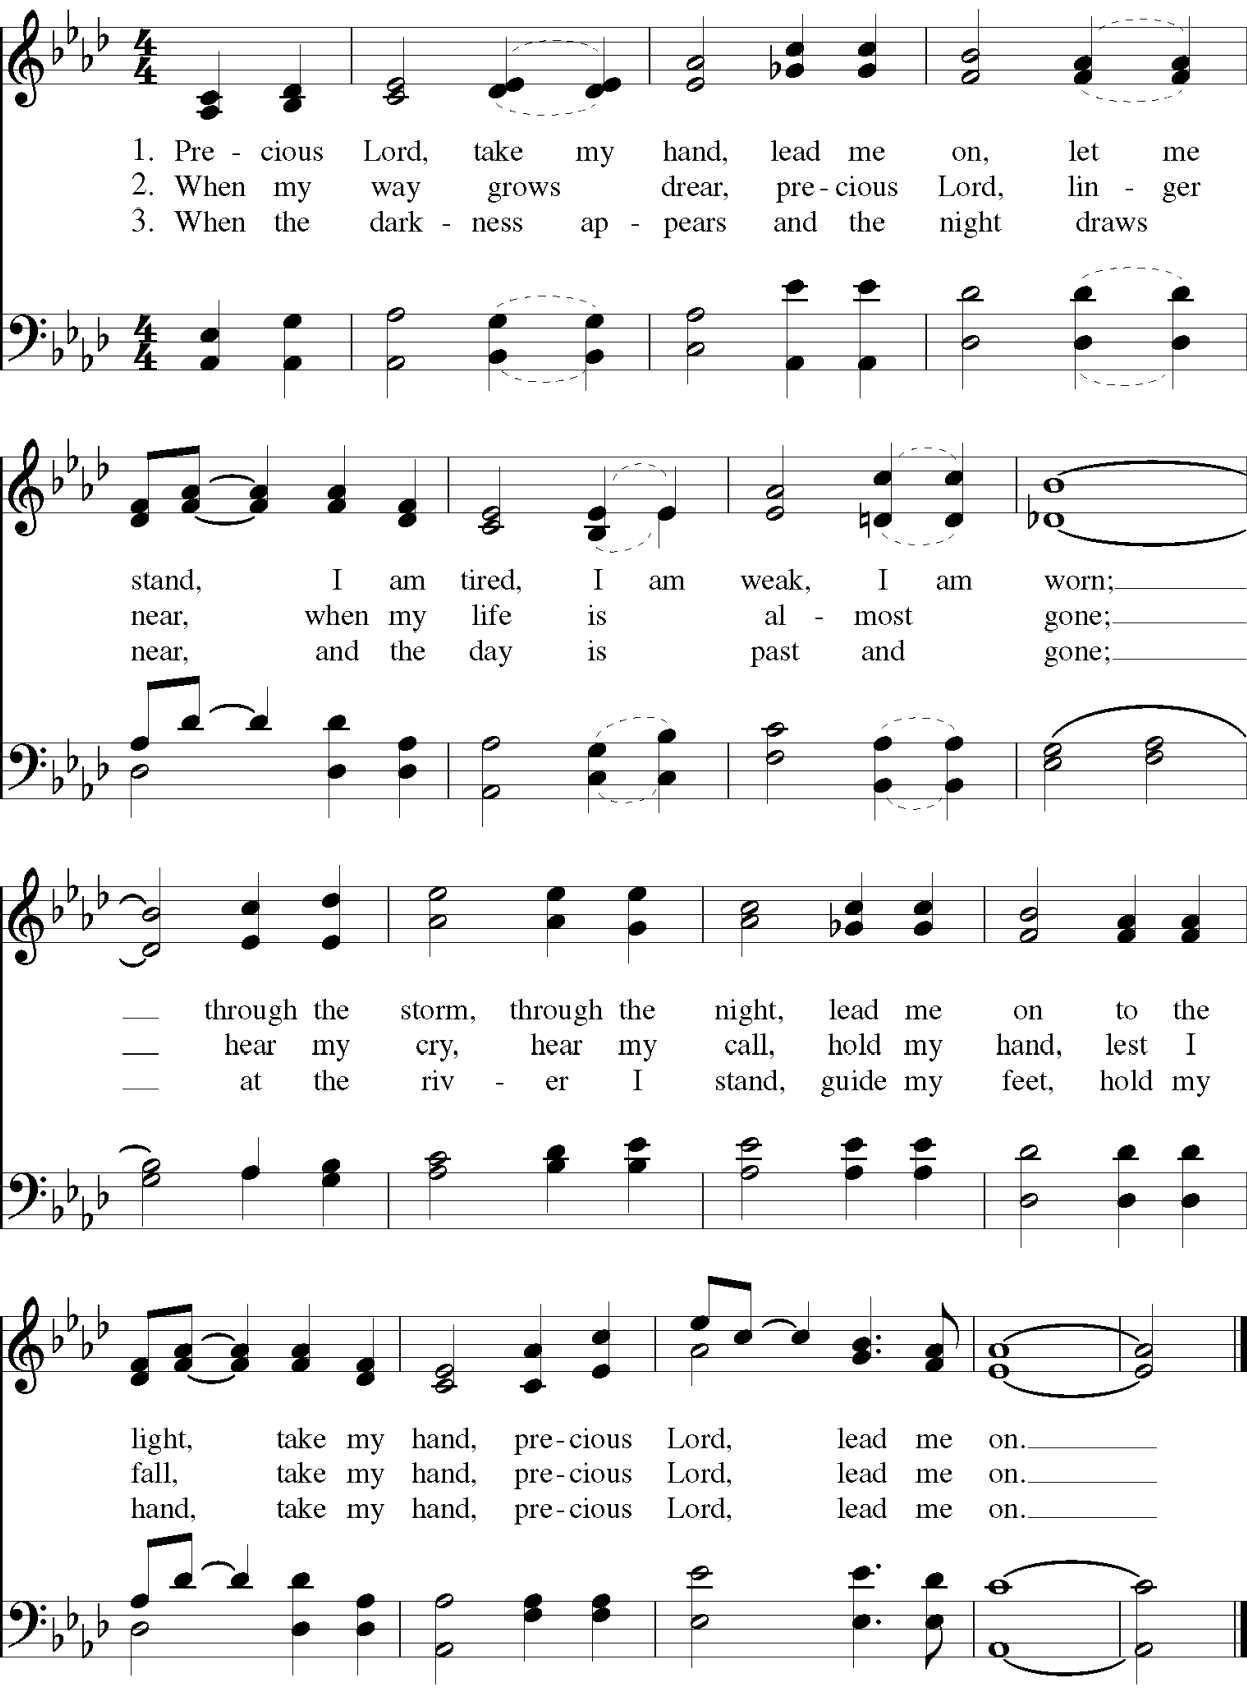 1. Pre - cious Lord, take my hand, lead me on, let me
2. When my way grows drear, pre - cious Lord, lin - ger
3. When the dark - ness ap - pears and the night draws
stand, I am tired, I am weak, I am worn;
near, when my life is al - most gone;
near, and the day is past and gone;
through the storm, through the night, lead me on to the
hear my cry, hear my call, hold my hand, lest I
at the riv - er I stand, guide my feet, hold my
light, take my hand, pre - cious Lord, lead me on.
fall, take my hand, pre - cious Lord, lead me on.
hand, take my hand, pre - cious Lord, lead me on.